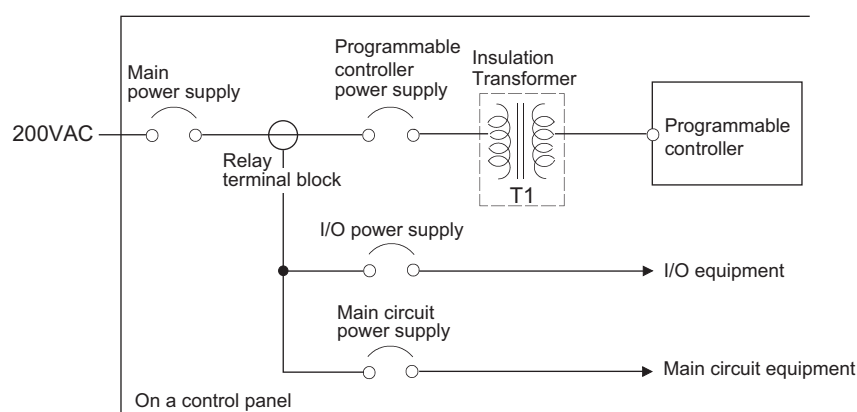 Main
power supply
Programmable
controller
power supply
Insulation
Transformer
200VAC
Relay
terminal block
T1
Programmable
controller
I/O power supply
I/O equipment
Main circuit
power supply
Main circuit equipment
On a control panel